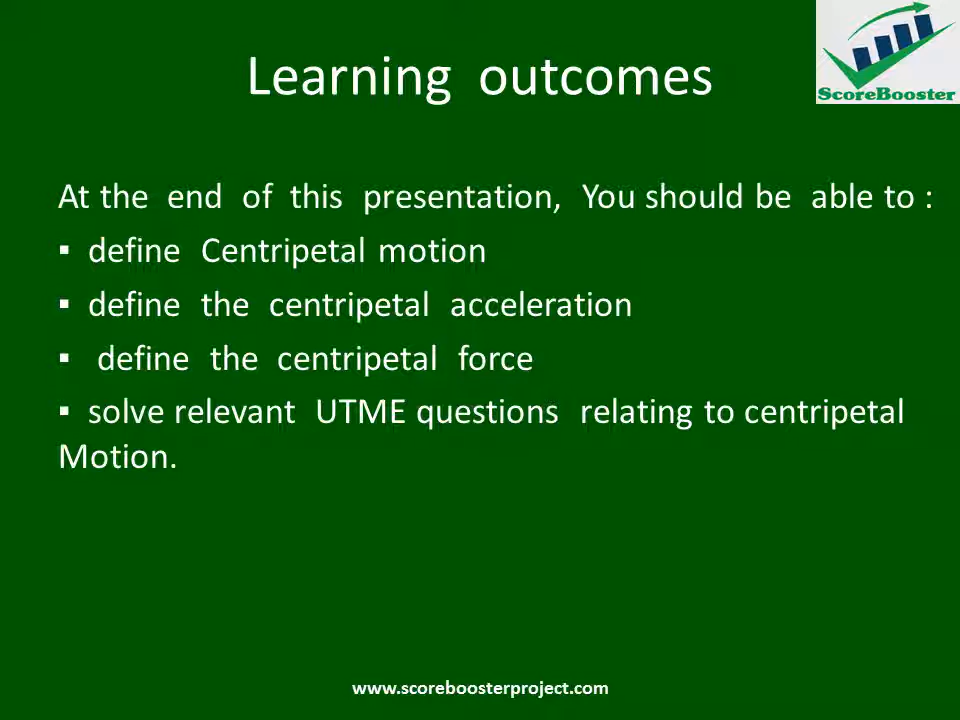 Learning outcomes
ScoreBooster
At the end of this presentation, You should be able to :
▪ define Centripetal motion
▪ define the centripetal acceleration
▪ define the centripetal force
▪ solve relevant UTME questions relating to centripetal
Motion.
www.scoreboosterproject.com